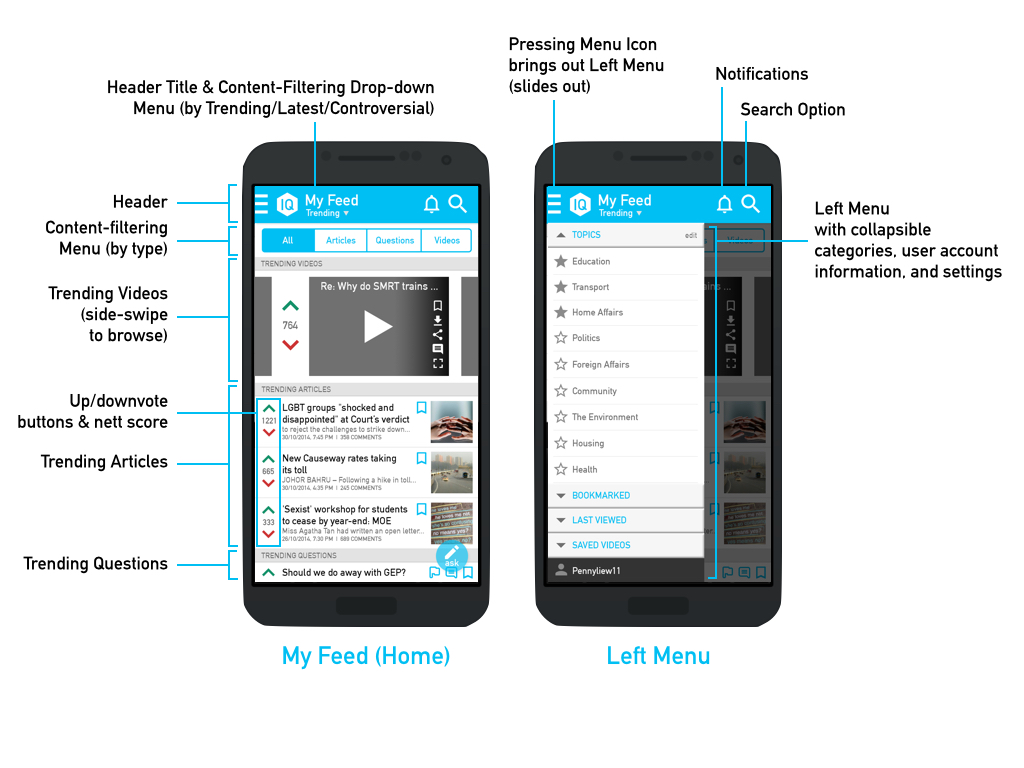 Pressing Menu Icon
brings out Left Menu
(slides out)
Notifications
Search Option
Header Title & Content-Filtering Drop-down
Menu (by Trending/Latest/Controversial)
Header
Content-filtering
Menu (by type)
Trending Videos
(side-swipe
to browse)
Up/downvote
buttons & nett score
Trending Articles
Trending Questions
IQ
My Feed
Trending
All
Articles
Questions
Videos
TRENDING VIDEOS
764
Re: Why do SMRT trains ...
TRENDING ARTICLES
1221
LGBT groups "shocked and
disappointed" at Court's verdict
to reject the challenges to strike down...
30/10/2014, 7.45 PM | 358 COMMENTS
665
New Causeway rates taking
its toll
JOHOR BAHRU – Following a hike in toll...
30/10/2014, 4.35 PM | 245 COMMENTS
333
'Sexist' workshop for students
to cease by year-end: MOE
Miss Agatha Tan had written an open letter...
26/10/2014, 7.30 PM | 689 COMMENTS
TRENDING QUESTIONS
Should we do away with GEP?
ask
My Feed (Home)
IQ
My Feed
Trending
TOPICS
edit
Videos
Education
Transport
Home Affairs
Politics
Foreign Affairs
Community
The Environment
Housing
Health
BOOKMARKED
LAST VIEWED
SAVED VIDEOS
Pennyliew11
Left Menu
Left Menu
with collapsible
categories, user account
information, and settings